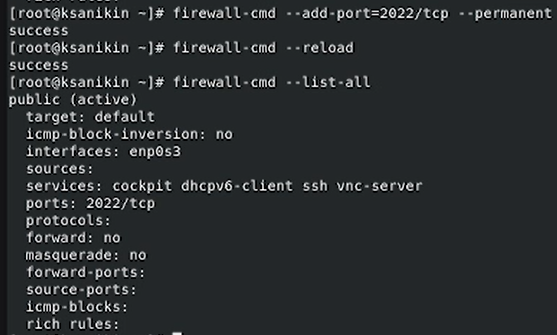 [root@ksanikin ~]# firewall-cmd --add-port=2022/tcp --permanent
success
[root@ksanikin ~]# firewall-cmd --reload
success
[root@ksanikin ~]# firewall-cmd --list-all
public (active)
  target: default
  icmp-block-inversion: no
  interfaces: enp0s3
  sources:
  services: cockpit dhcpv6-client ssh vnc-server
  ports: 2022/tcp
  protocols:
  forward: no
  masquerade: no
  forward-ports:
  source-ports:
  icmp-blocks:
  rich rules: